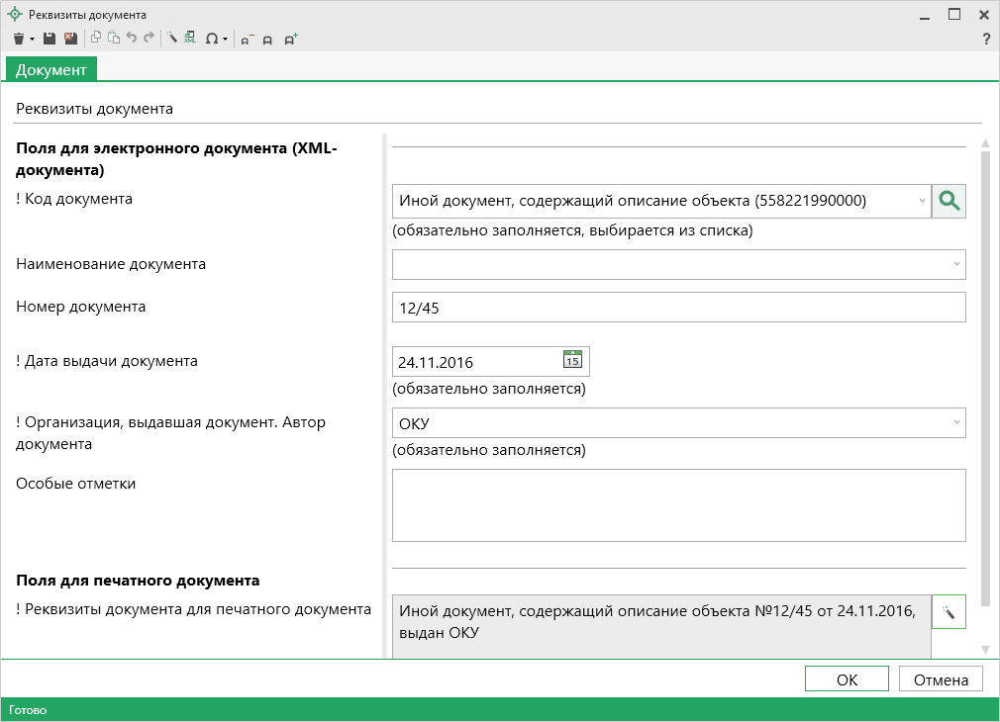 Реквизиты документа
?
Документ
Реквизиты документа
Поля для электронного документа (XML-
документа)
! Код документа
Иной документ, содержащий описание объекта (558221990000)
(обязательно заполняется, выбирается из списка)
Наименование документа
Номер документа
12/45
! Дата выдачи документа
24.11.2016
15
(обязательно заполняется)
! Организация, выдавшая документ. Автор
документа
ОКУ
(обязательно заполняется)
Особые отметки
Поля для печатного документа
! Реквизиты документа для печатного документа
Иной документ, содержащий описание объекта №12/45 от 24.11.2016,
выдан ОКУ
ОК
Отмена
Готово